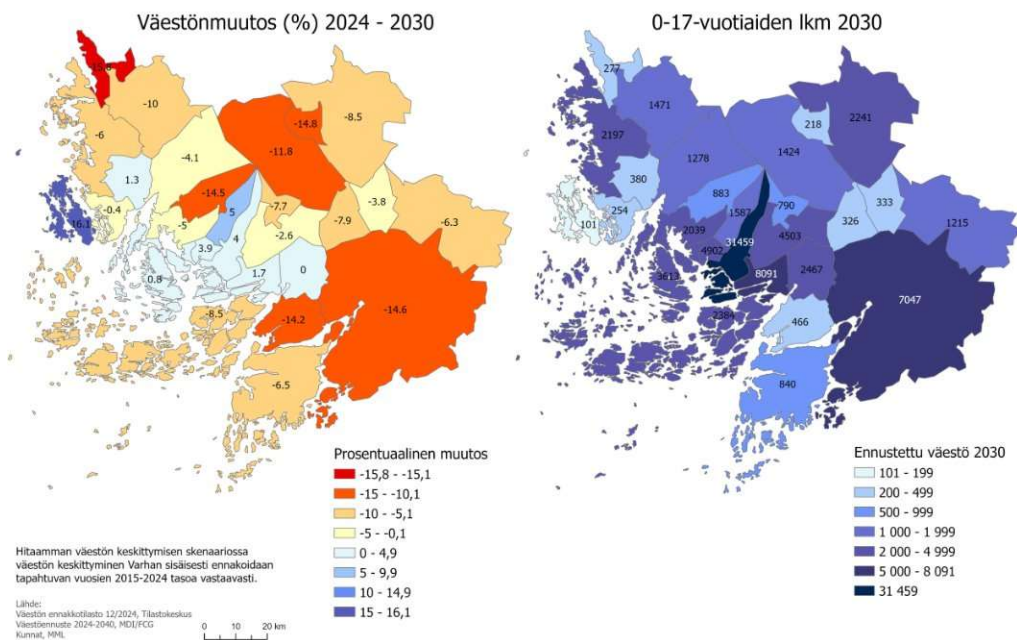 Väestönmuutos (%) 2024 - 2030
-15.8
-10
-14.8
-8.5
-11.8
-6
-4.1
1.3
-14.5
-3.8
-0.4
5
-7.7
16.1
-5
-7.9
-6.3
4
-2.6
3.9
0.8
1.7
0
-8.5
-14.2
-14.6
-6.5
Prosentuaalinen muutos
-15,8 - -15,1
-15 - -10,1
-10 - -5,1
-5 - -0,1
0 - 4,9
5 - 9,9
10 - 14,9
15 - 16,1
Hitaamman väestön keskittymisen skenaariossa
väestön keskittyminen Varhan sisäisesti ennakoidaan
tapahtuvan vuosien 2015-2024 tasoa vastaavasti.
Lähde:
Väestön ennakkotilasto 12/2024, Tilastokeskus
Väestöennuste 2024-2040, MDI/FCG
Kunnat, MML
0 10 20 km
0-17-vuotiaiden lkm 2030
277
1471
218
2241
2197
1424
1278
380
883
333
254
1587
790
101
326
1215
2039
4503
31459
4902
3613
8091
2467
7047
2384
466
840
Ennustettu väestö 2030
101 - 199
200 - 499
500 - 999
1 000 - 1 999
2 000 - 4 999
5 000 - 8 091
31 459